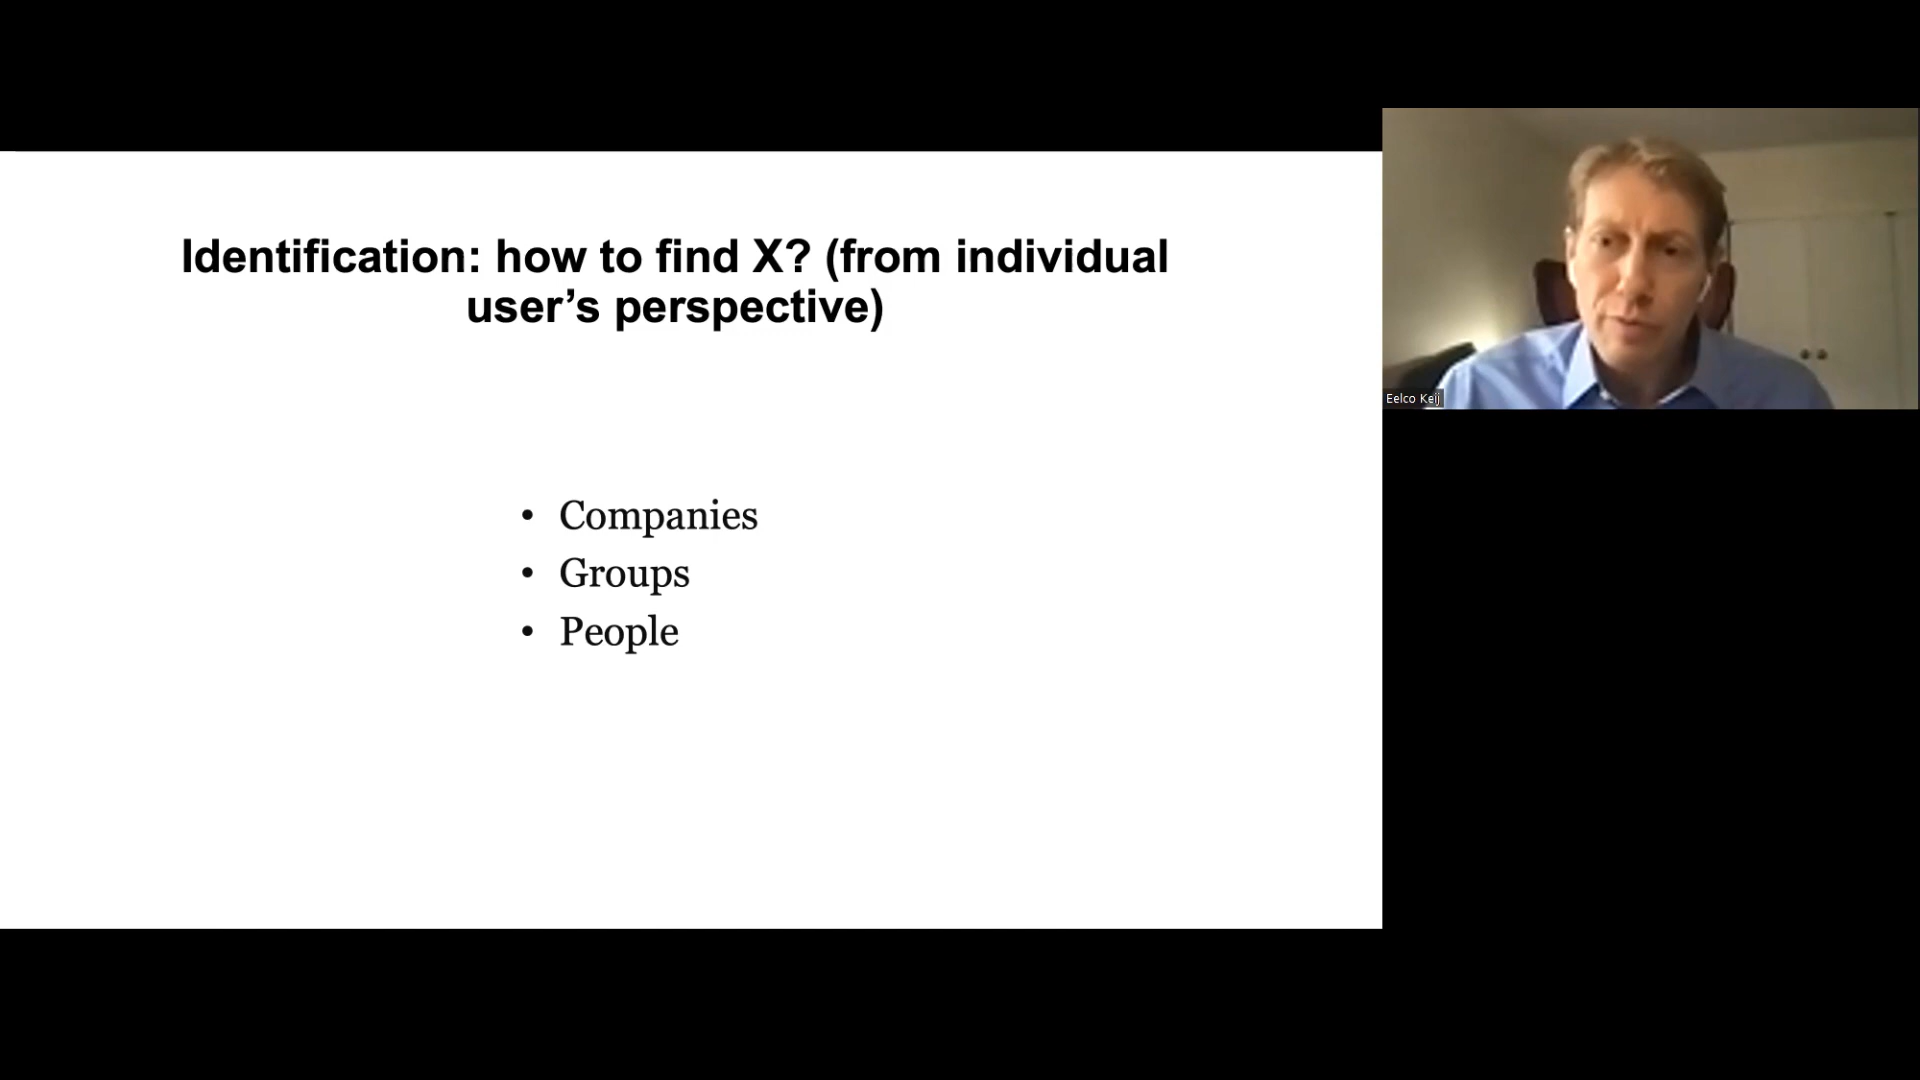 Identification: how to find X? (from individual
user’s perspective)
• Companies
• Groups
• People
Eelco Keij